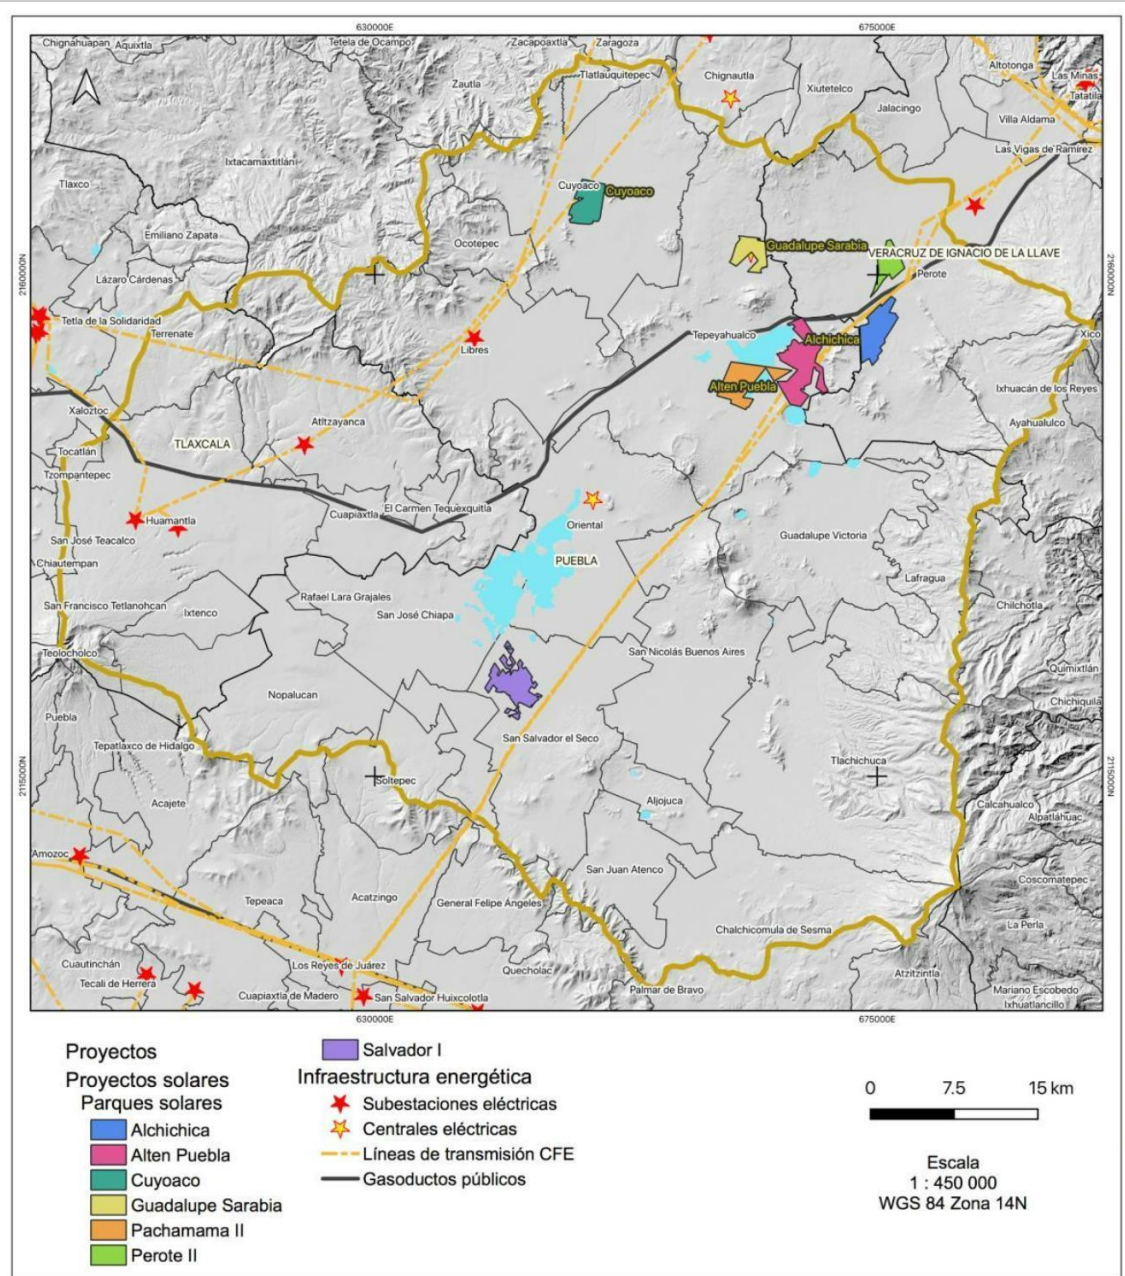 630000E
675000E
Chignahuapan
Aquixtla
Tetela de Ocampo
Zacapoaxtla
Zaragoza
Altotonga
Zautla
Tlatlauquitepec
Chignautla
Xiutetelco
Las Minas
Tatatila
Jalacingo
Villa Aldama
Las Vigas de Ramírez
Ixtacamaxtitlán
Tlaxco
Cuyoaco
Cuyoaco
Emiliano Zapata
Ocotepec
Guadalupe Sarabia
VERACRUZ DE IGNACIO DE LA LLAVE
2160000N
2160000N
Lázaro Cárdenas
Perote
Tetla de la Solidaridad
Terrenate
Tepeyahualco
Alchichica
Xico
Libres
Alten Puebla
Ixhuacán de los Reyes
Xaloztoc
Atltzayanca
Ayahualulco
TLAXCALA
Tocatlán
Tzompantepec
El Carmen Tequexquitla
Cuapiaxtla
Huamantla
Oriental
Guadalupe Victoria
San José Teacalco
Chiautempan
PUEBLA
Lafragua
Rafael Lara Grajales
San Francisco Tetlanohcan
Ixtenco
San José Chiapa
Chilchotla
Teolocholco
San Nicolás Buenos Aires
Quimixtlán
Nopalucan
Chichiquila
Puebla
Tepatlaxco de Hidalgo
San Salvador el Seco
2115000N
2115000N
Soltepec
Tlachichuca
Acajete
Aljojuca
Calcahualco
Alpatláhuac
Amozoc
San Juan Atenco
Coscomatepec
Tepeaca
Acatzingo
General Felipe Ángeles
Chalchicomula de Sesma
La Perla
Cuautinchán
Los Reyes de Juárez
Quecholac
Atzitzintla
Tecali de Herrera
Cuapiaxtla de Madero
San Salvador Huixcolotla
Palmar de Bravo
Mariano Escobedo
Ixhuatlancillo
630000E
675000E
Proyectos
Proyectos solares
Parques solares
Alchichica
Alten Puebla
Cuyoaco
Guadalupe Sarabia
Pachamama II
Perote II
Salvador I
Infraestructura energética
Subestaciones eléctricas
Centrales eléctricas
Líneas de transmisión CFE
Gasoductos públicos
0 7.5 15 km
Escala
1 : 450 000
WGS 84 Zona 14N